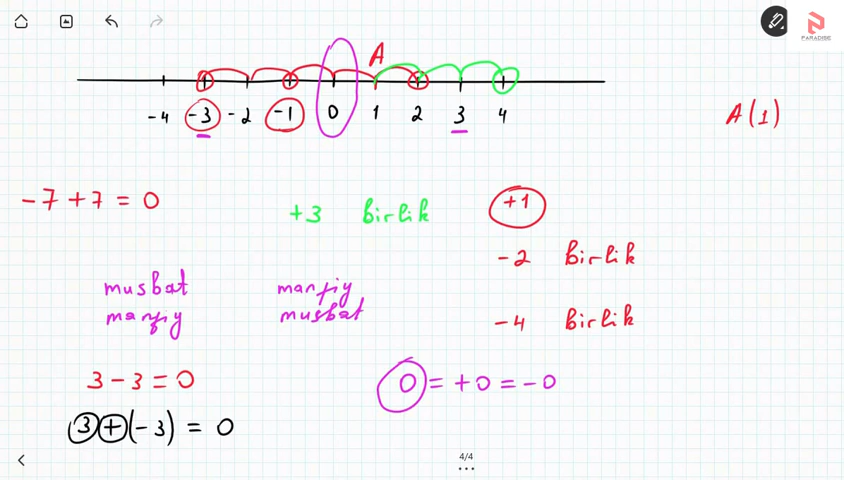 PARADISE
A
-4 -3 -2 -1 0 1 2 3 4
A(1)
-7 +7 = 0
+3 birlik
+1
-2 birlik
musbat manfiy
manfiy musbat
-4 birlik
3 - 3 = 0
0 = +0 = -0
3 + (-3) = 0
4/4